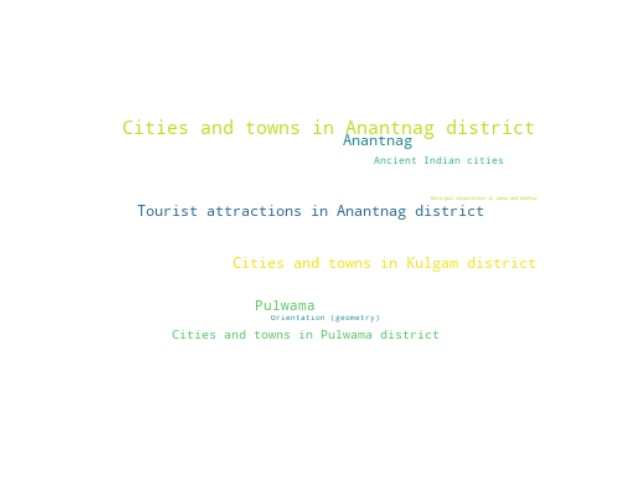 Cities and towns in Anantnag district
Anantnag
Ancient Indian cities
Municipal corporations in Jammu and Kashmir
Tourist attractions in Anantnag district
Cities and towns in Kulgam district
Pulwama
Orientation (geometry)
Cities and towns in Pulwama district